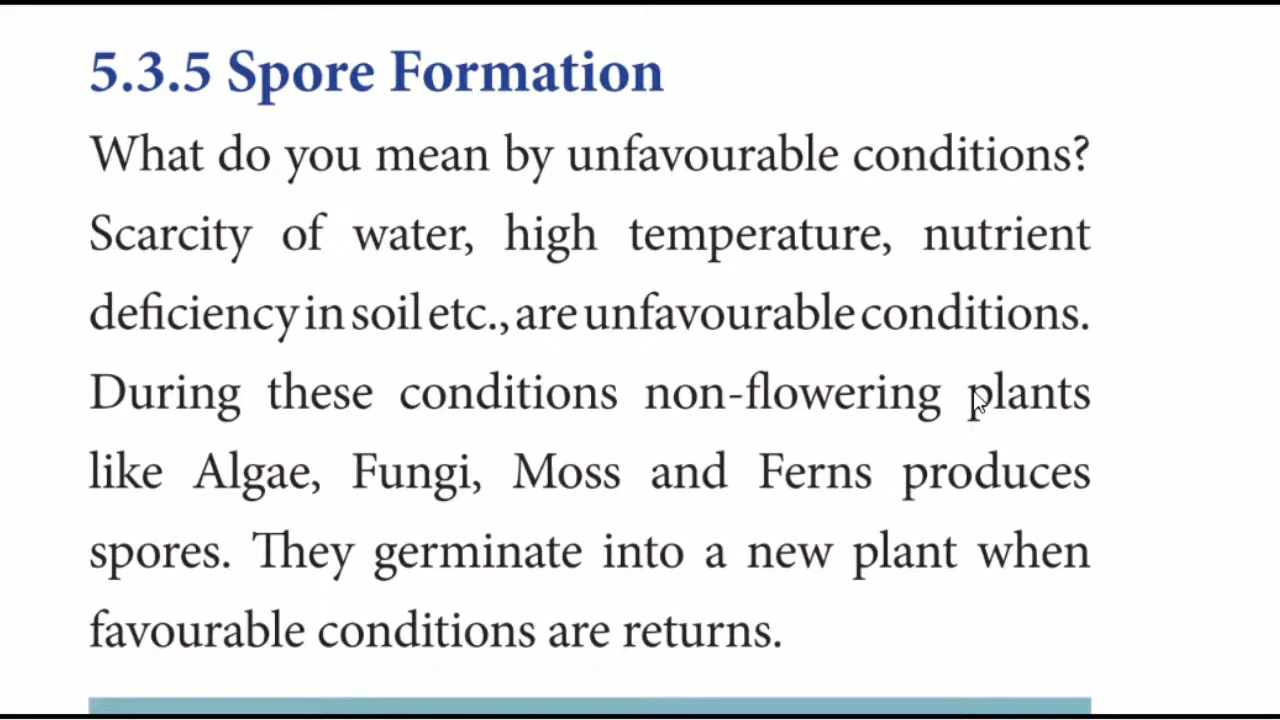 5.3.5 Spore Formation
What do you mean by unfavourable conditions?
Scarcity of water, high temperature, nutrient
deficiency in soil etc., are unfavourable conditions.
During these conditions non-flowering plants
like Algae, Fungi, Moss and Ferns produces
spores. They germinate into a new plant when
favourable conditions are returns.